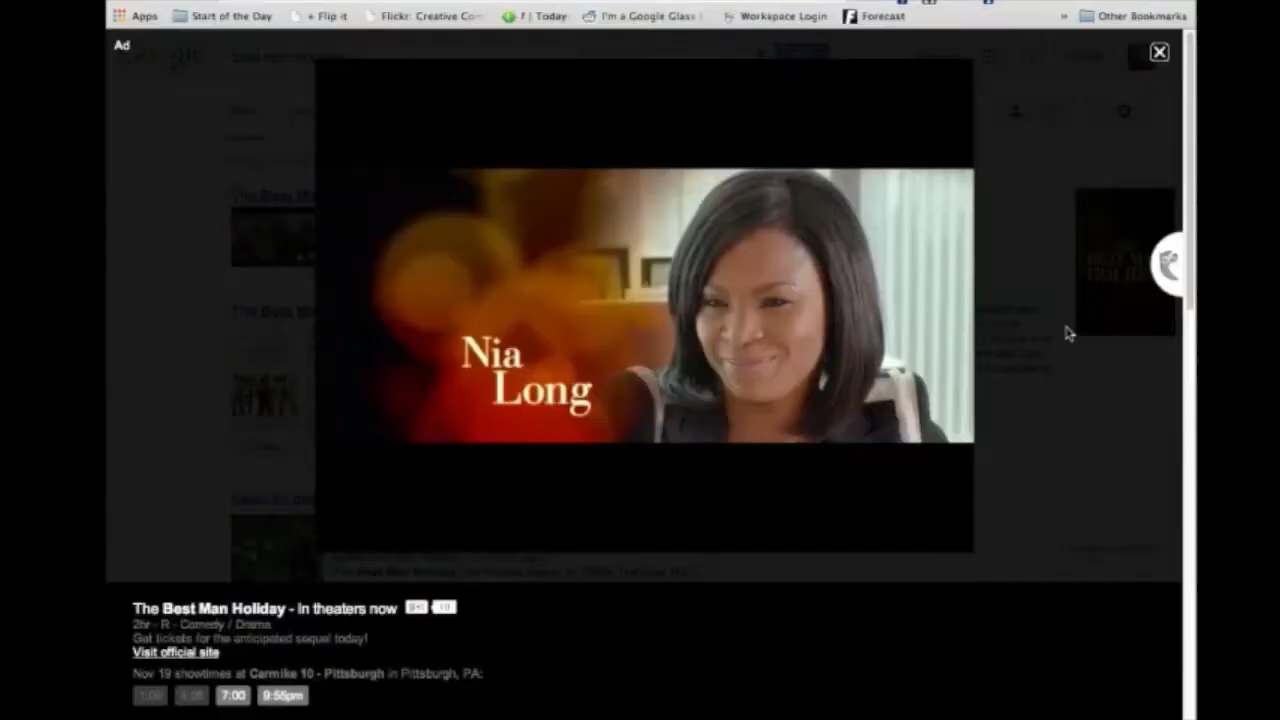 Apps Start of the Day + Flip it Flickr: Creative Co f | Today I'm a Google Glass Workspace Login Forecast » Other Bookmarks
Ad
Nia
Long
The Best Man Holiday - In theaters now
2hr - R - Comedy / Drama
Get tickets for the anticipated sequel today!
Visit official site
Nov 19 showtimes at Carmike 10 - Pittsburgh in Pittsburgh, PA:
7:00 9:55pm